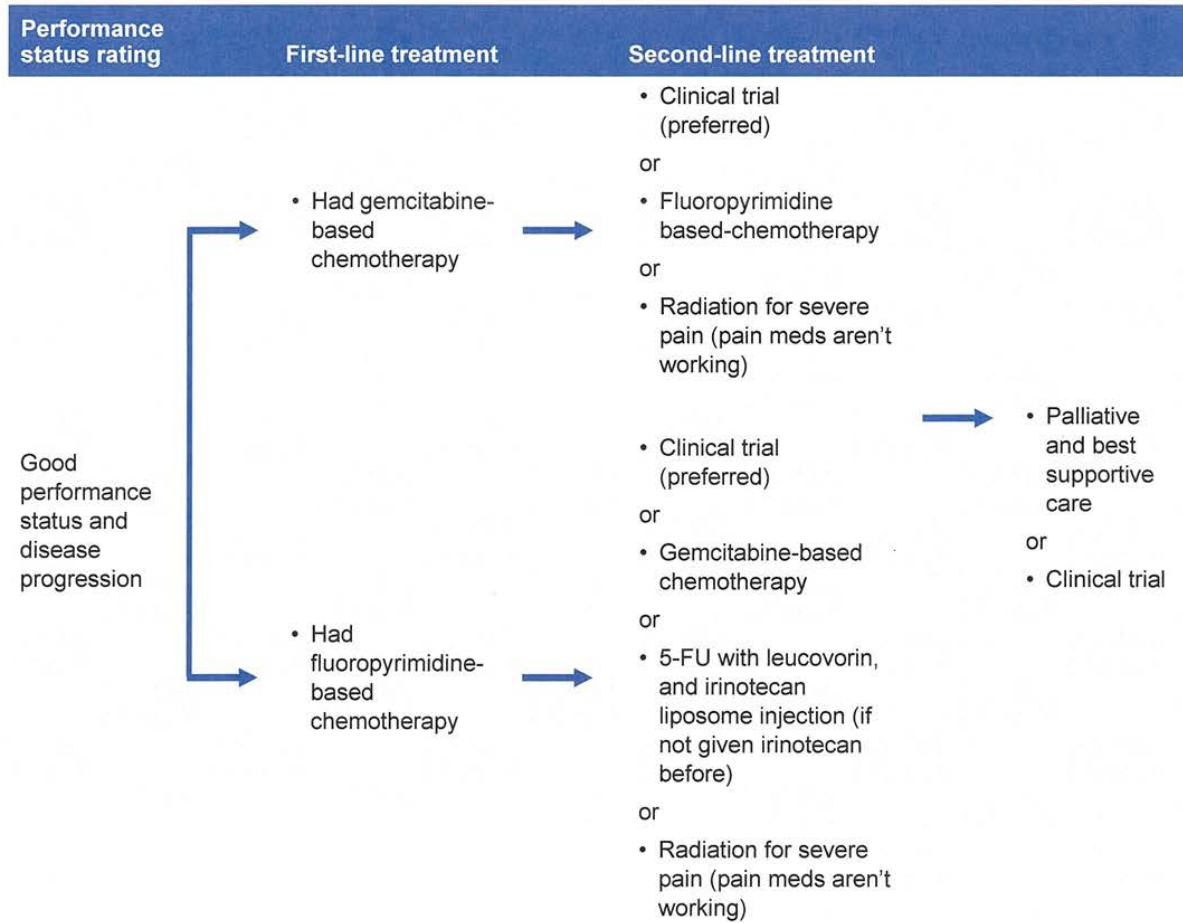 Performance
status rating
First-line treatment
Second-line treatment
Good
performance
status and
disease
progression
• Had gemcitabine-
based
chemotherapy
• Clinical trial
(preferred)
or
• Fluoropyrimidine
based-chemotherapy
or
• Radiation for severe
pain (pain meds aren't
working)
• Had
fluoropyrimidine-
based
chemotherapy
• Clinical trial
(preferred)
or
• Gemcitabine-based
chemotherapy
or
• 5-FU with leucovorin,
and irinotecan
liposome injection (if
not given irinotecan
before)
or
• Radiation for severe
pain (pain meds aren't
working)
• Palliative
and best
supportive
care
or
• Clinical trial